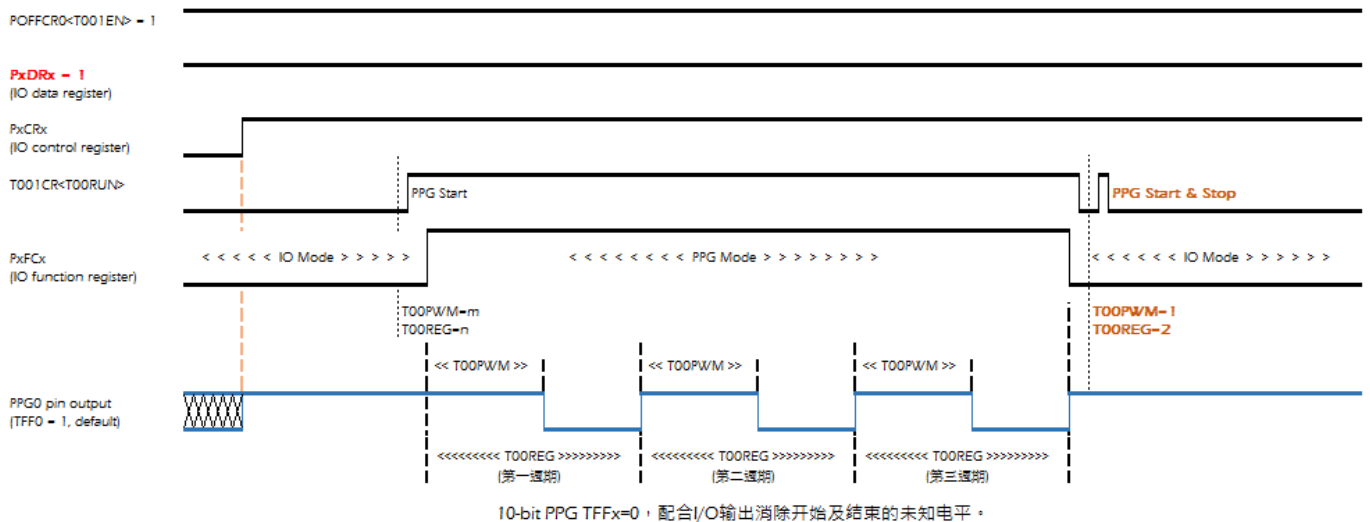 POFFCR0<T001EN> = 1
PxDRx = 1
(IO data register)
PxCRx
(IO control register)
T001CR<T00RUN>
PPG Start
PPG Start & Stop
PxFCx
(IO function register)
< < < < < IO Mode > > > > >
< < < < < < < < PPG Mode > > > > > > > >
< < < < < < IO Mode > > > > > >
T00PWM=m
T00REG=n
T00PWM=1
T00REG=2
<< T00PWM >>
<< T00PWM >>
<< T00PWM >>
PPG0 pin output
(TFF0 = 1, default)
<<<<<<<<< T00REG >>>>>>>>>
(第一週期)
<<<<<<<<< T00REG >>>>>>>>>
(第二週期)
<<<<<<<<< T00REG >>>>>>>>>
(第三週期)
10-bit PPG TFFx=0，配合I/O输出消除开始及结束的未知电平。